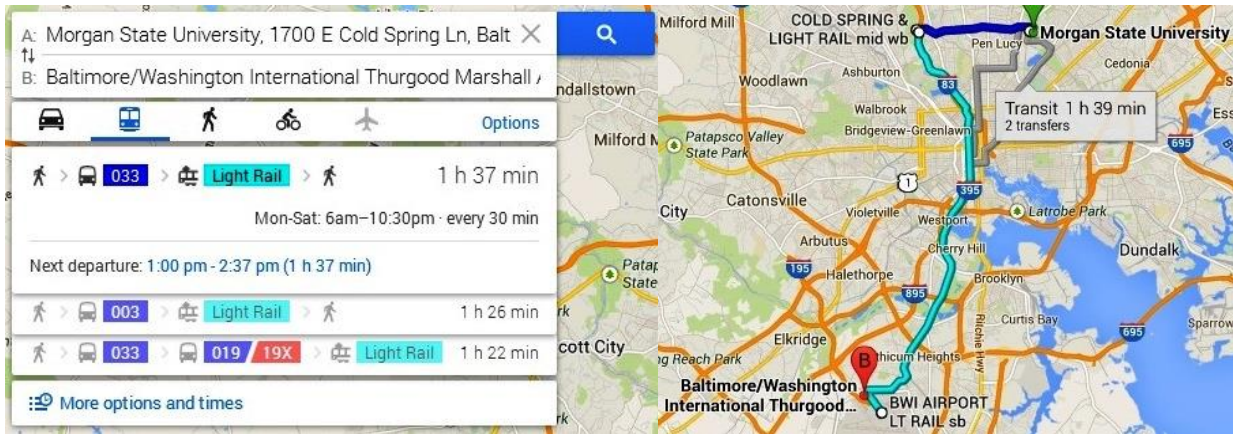 A: Morgan State University, 1700 E Cold Spring Ln, Balt
B: Baltimore/Washington International Thurgood Marshall
Options
033 Light Rail 1 h 37 min
Mon-Sat: 6am–10:30pm · every 30 min
Next departure: 1:00 pm - 2:37 pm (1 h 37 min)
003 Light Rail 1 h 26 min
033 019 / 19X Light Rail 1 h 22 min
More options and times
ndallstown
Milford
cott City
Milford Mill
COLD SPRING &
LIGHT RAIL mid wb
Morgan State University
Pen Lucy
Cedonia
Woodlawn
Ashburton
83
Walbrook
Transit 1 h 39 min
2 transfers
Bridgeview-Greenlawn
Patapsco Valley
State Park
695
1
395
Catonsville
City
Violetville
Westport
Latrobe Park
Arbutus
Cherry Hill
Dundalk
195
Halethorpe
895
Brooklyn
Ritchie Hwy
Curtis Bay
695
Elkridge
Sparrow
ng Reach Park
thicum Heights
B
Baltimore/Washington
International Thurgood...
BWI AIRPORT
LT RAIL sb